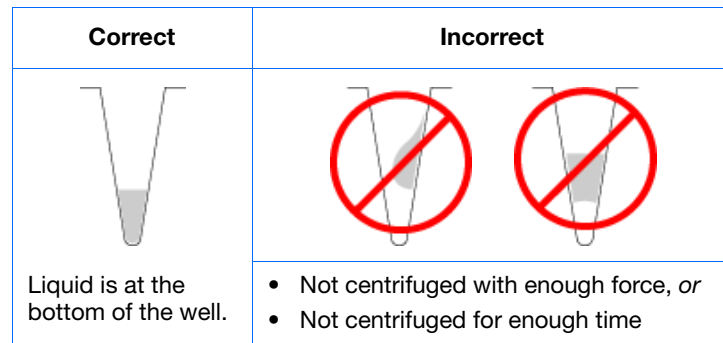 Correct
Incorrect
Liquid is at the
bottom of the well.
• Not centrifuged with enough force, or
• Not centrifuged for enough time